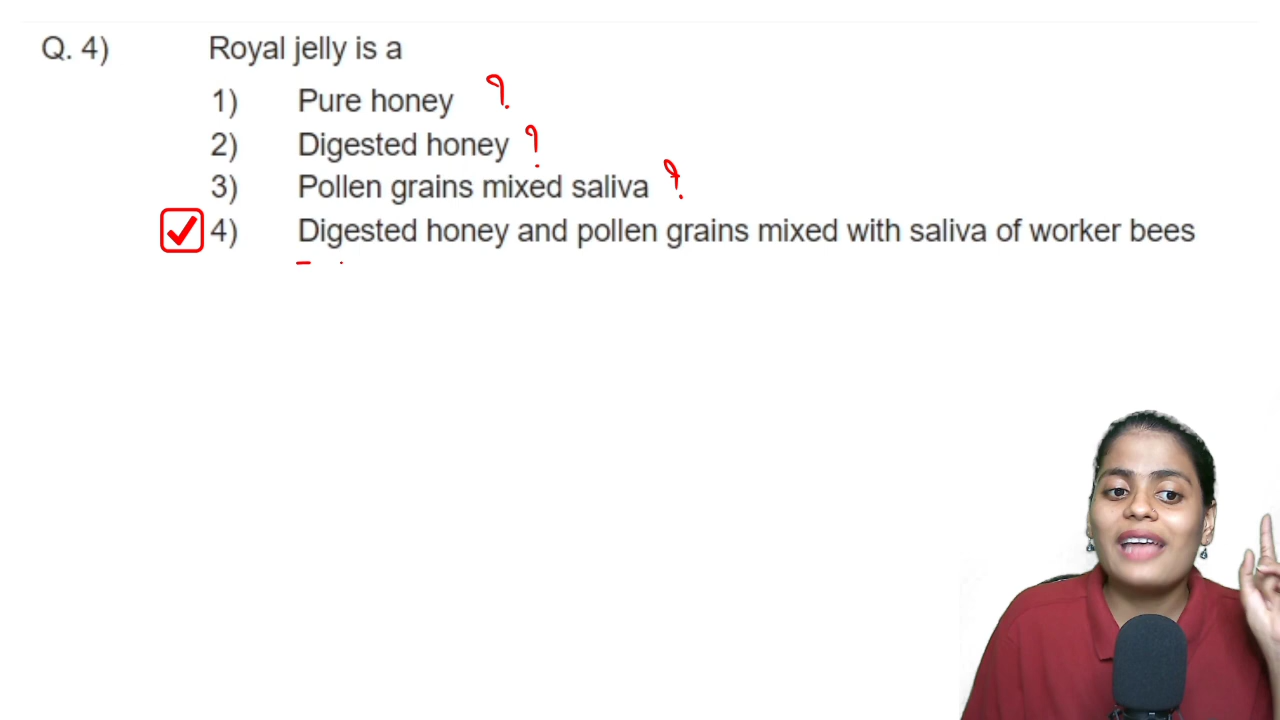 Q. 4) Royal jelly is a
1) Pure honey ?
2) Digested honey ?
3) Pollen grains mixed saliva ?
4) Digested honey and pollen grains mixed with saliva of worker bees